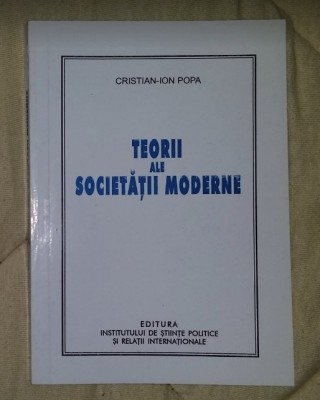 CRISTIAN-ION POPA
TEORII
ALE
SOCIETĂȚII MODERNE
EDITURA
INSTITUTULUI DE ȘTIINȚE POLITICE
ȘI RELAȚII INTERNAȚIONALE